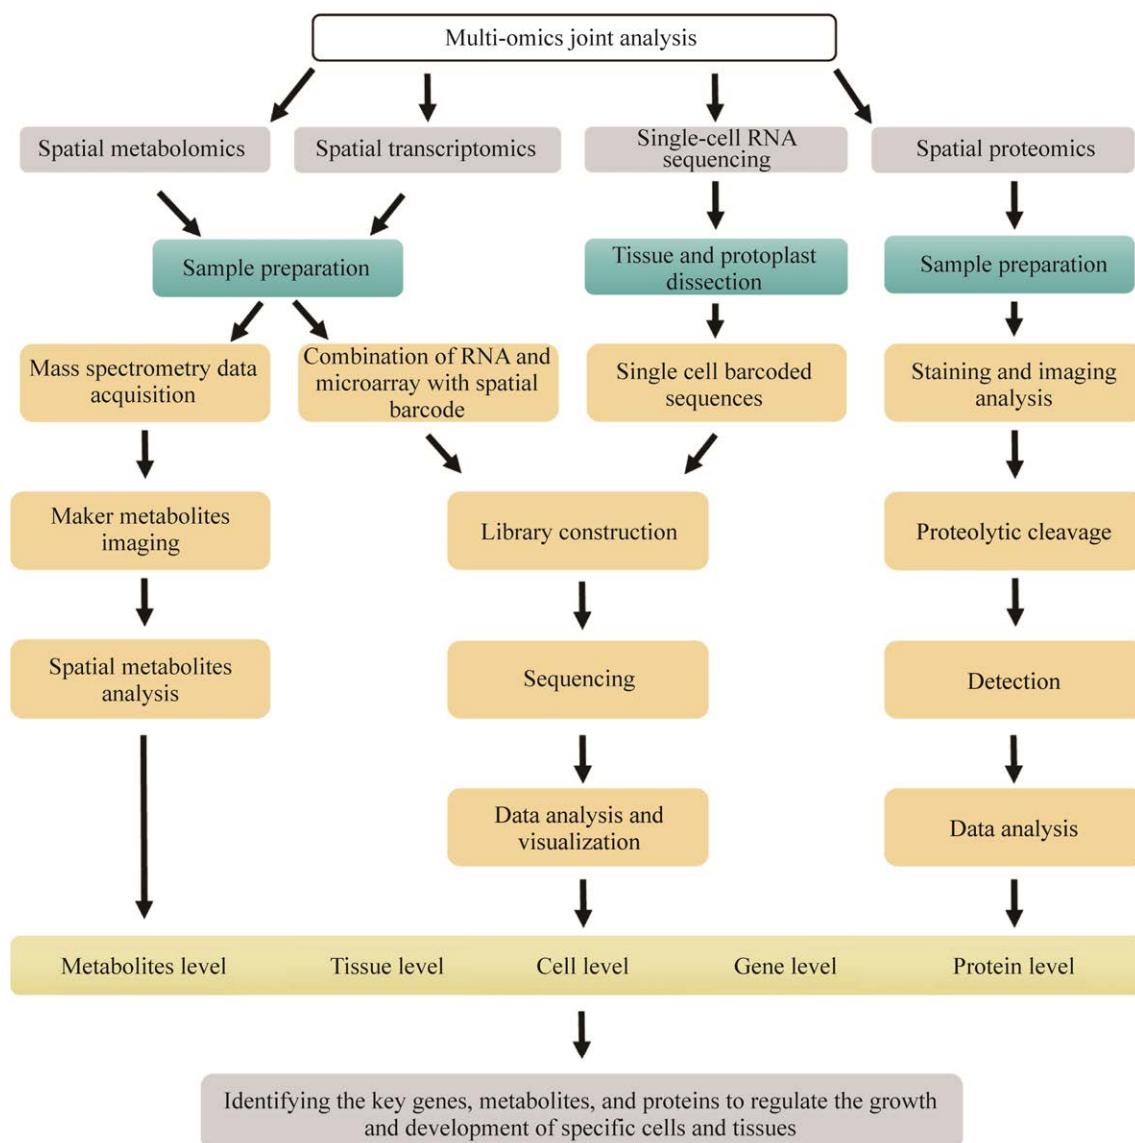 Multi-omics joint analysis
Spatial metabolomics
Spatial transcriptomics
Single-cell RNA
sequencing
Spatial proteomics
Sample preparation
Tissue and protoplast
dissection
Sample preparation
Mass spectrometry data
acquisition
Combination of RNA and
microarray with spatial
barcode
Single cell barcoded
sequences
Staining and imaging
analysis
Maker metabolites
imaging
Library construction
Proteolytic cleavage
Spatial metabolites
analysis
Sequencing
Detection
Data analysis and
visualization
Data analysis
Metabolites level
Tissue level
Cell level
Gene level
Protein level
Identifying the key genes, metabolites, and proteins to regulate the growth
and development of specific cells and tissues